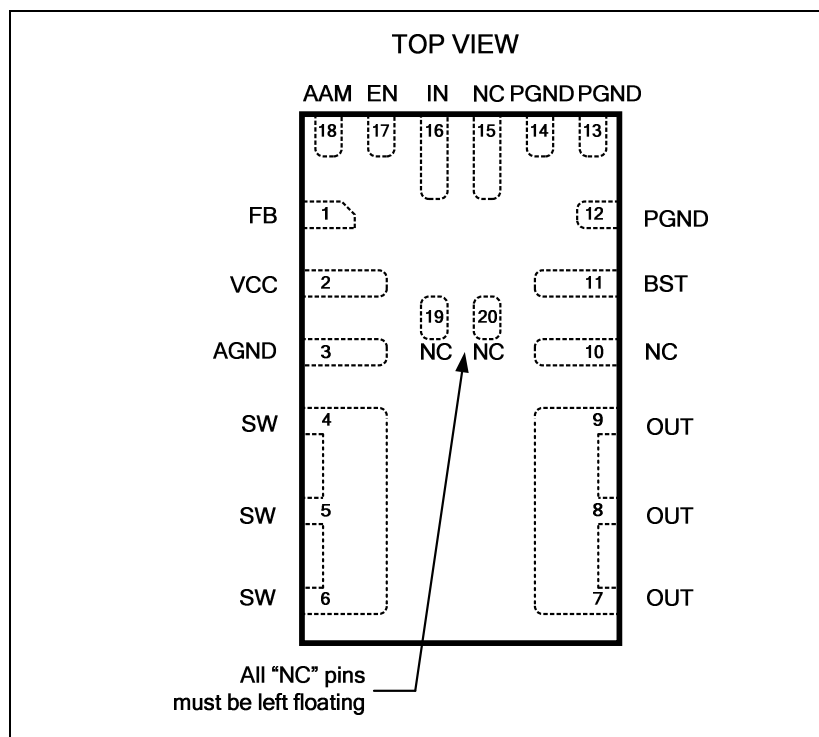 TOP VIEW
AAM EN IN NC PGND PGND
18 17 16 15 14 13
FB 1 12 PGND
VCC 2 11 BST
19 20
AGND 3 NC NC 10 NC
SW 4 9 OUT
SW 5 8 OUT
SW 6 7 OUT
All “NC” pins
must be left floating